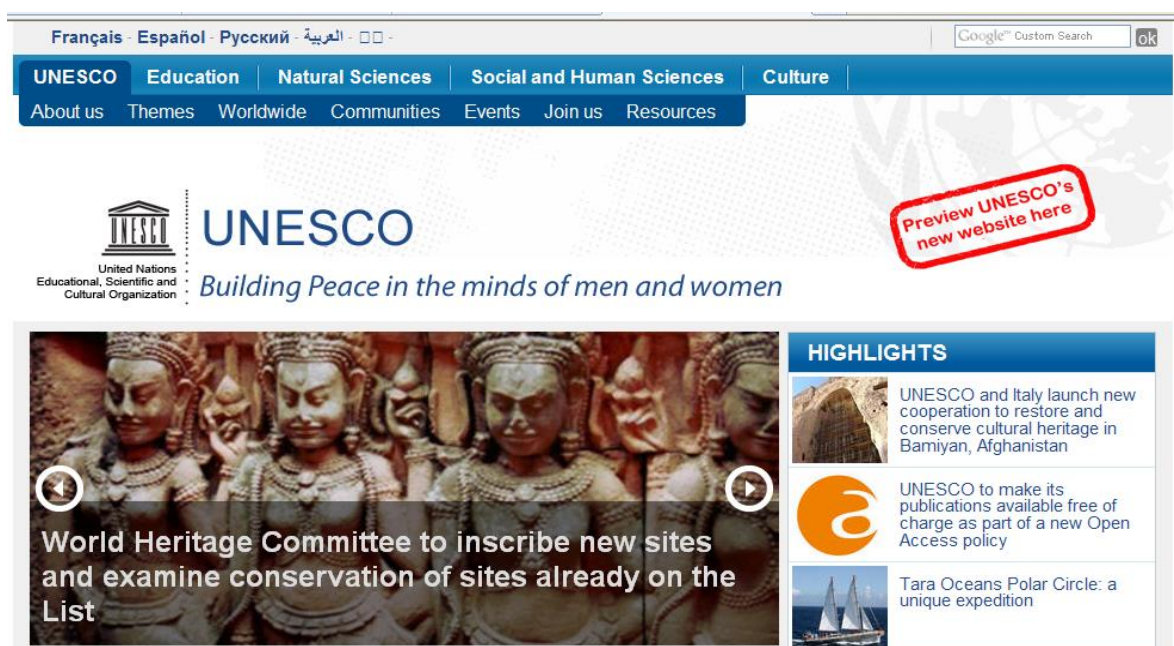 Français - Español - Русский - العربية - □□ -
Google™ Custom Search
ok
UNESCO Education Natural Sciences Social and Human Sciences Culture
About us Themes Worldwide Communities Events Join us Resources
Preview UNESCO's
new website here
UNESCO
UNESCO
United Nations
Educational, Scientific and
Cultural Organization
Building Peace in the minds of men and women
World Heritage Committee to inscribe new sites
and examine conservation of sites already on the
List
HIGHLIGHTS
UNESCO and Italy launch new
cooperation to restore and
conserve cultural heritage in
Bamiyan, Afghanistan
a
UNESCO to make its
publications available free of
charge as part of a new Open
Access policy
Tara Oceans Polar Circle: a
unique expedition